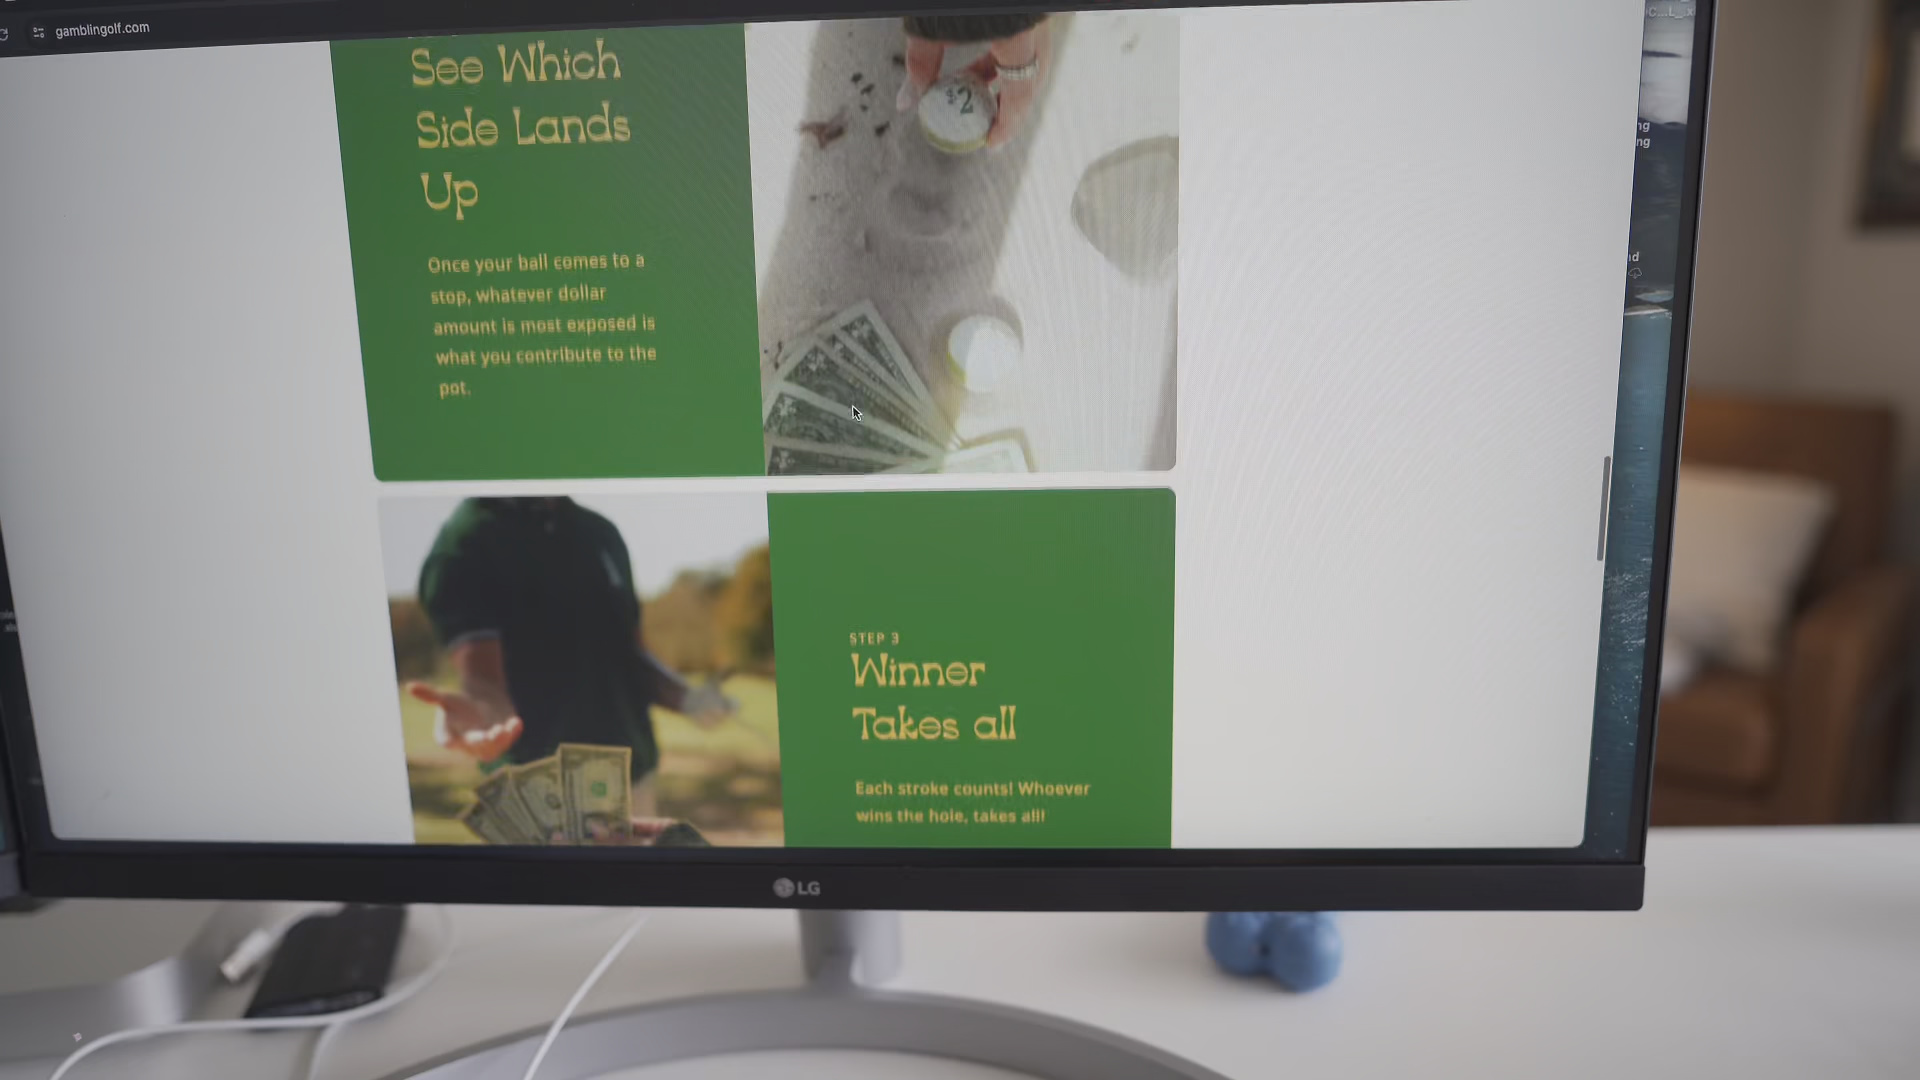 gamblingolf.com
See Which
Side Lands
Up
Once your ball comes to a
stop, whatever dollar
amount is most exposed is
what you contribute to the
pot.
$2
STEP 3
Winner
Takes all
Each stroke counts! Whoever
wins the hole, takes all!
LG